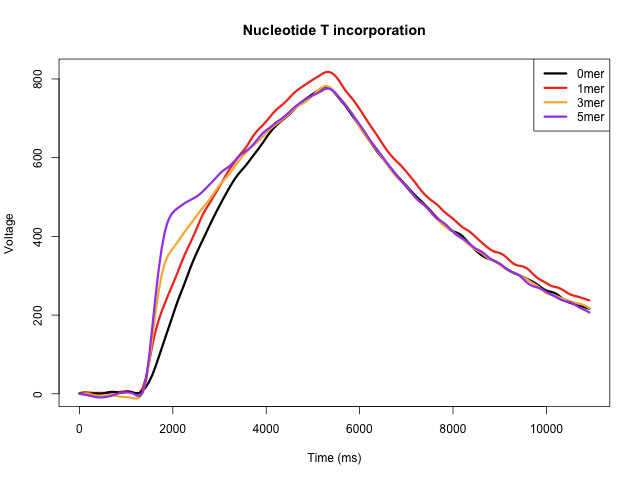 Nucleotide T incorporation
0mer
1mer
3mer
5mer
Voltage
800
600
400
200
0
0 2000 4000 6000 8000 10000
Time (ms)